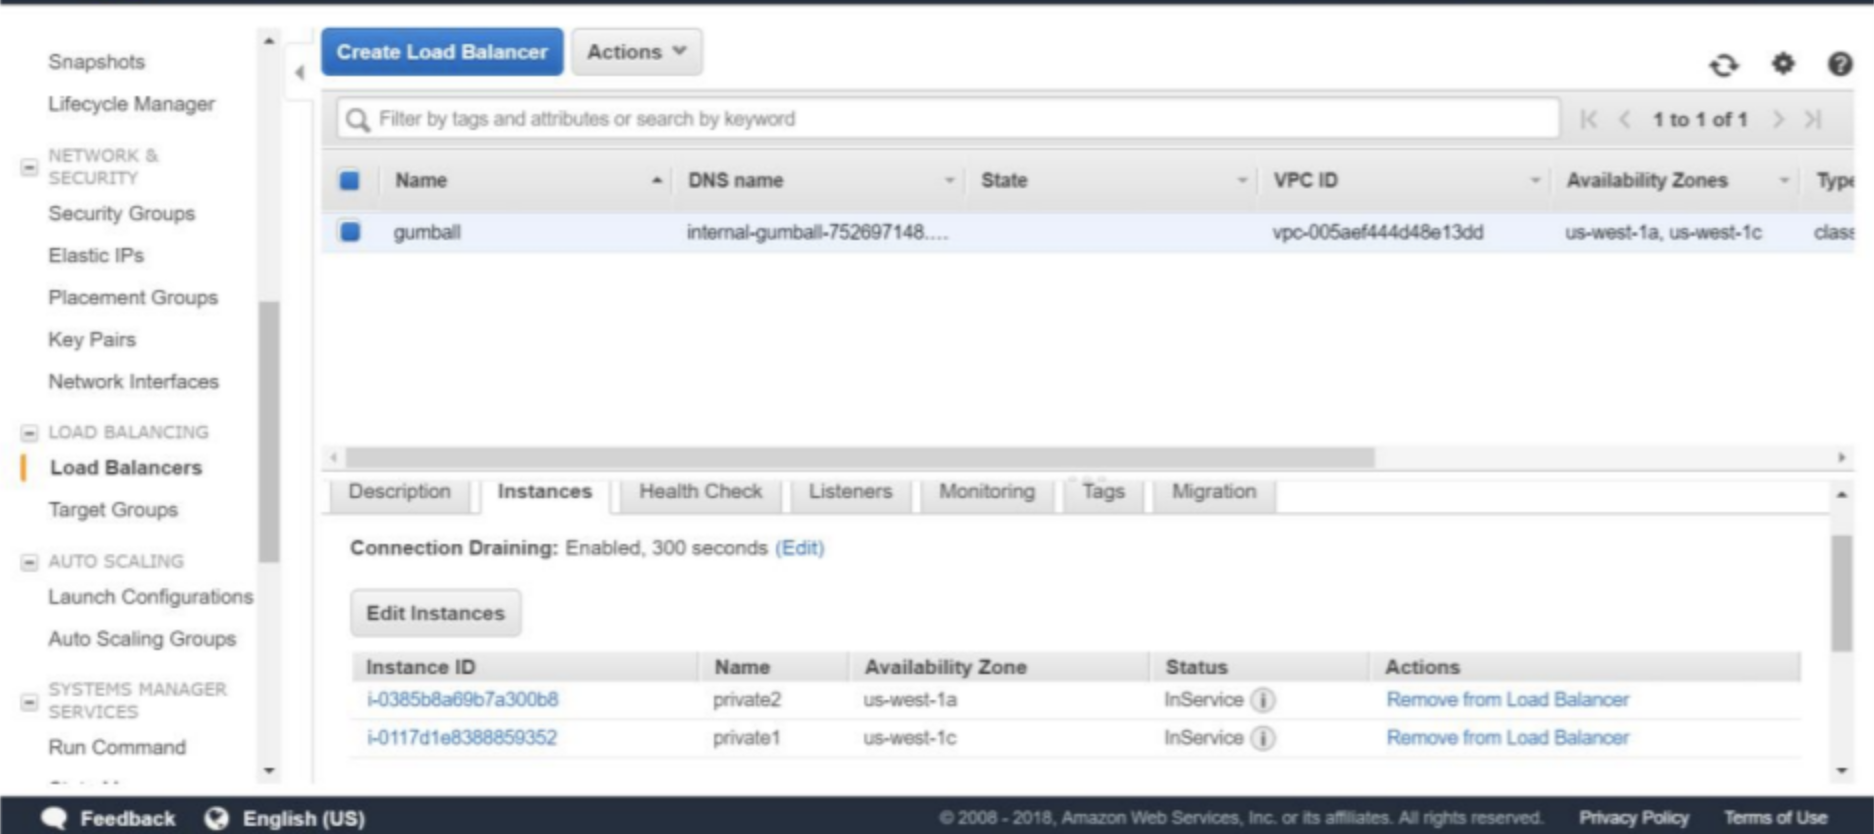 Snapshots
Lifecycle Manager
NETWORK &
SECURITY
Security Groups
Elastic IPs
Placement Groups
Key Pairs
Network Interfaces
LOAD BALANCING
Load Balancers
Target Groups
AUTO SCALING
Launch Configurations
Auto Scaling Groups
SYSTEMS MANAGER
SERVICES
Run Command
Create Load Balancer Actions
Filter by tags and attributes or search by keyword 1 to 1 of 1
Name DNS name State VPC ID Availability Zones Type
gumball internal-gumball-752697148.... vpc-005aef444d48e13dd us-west-1a, us-west-1c class
Description Instances Health Check Listeners Monitoring Tags Migration
Connection Draining: Enabled, 300 seconds (Edit)
Edit Instances
Instance ID Name Availability Zone Status Actions
i-0385b8a69b7a300b8 private2 us-west-1a InService Remove from Load Balancer
i-0117d1e8388859352 private1 us-west-1c InService Remove from Load Balancer
Feedback English (US) © 2008 - 2018, Amazon Web Services, Inc. or its affiliates. All rights reserved. Privacy Policy Terms of Use